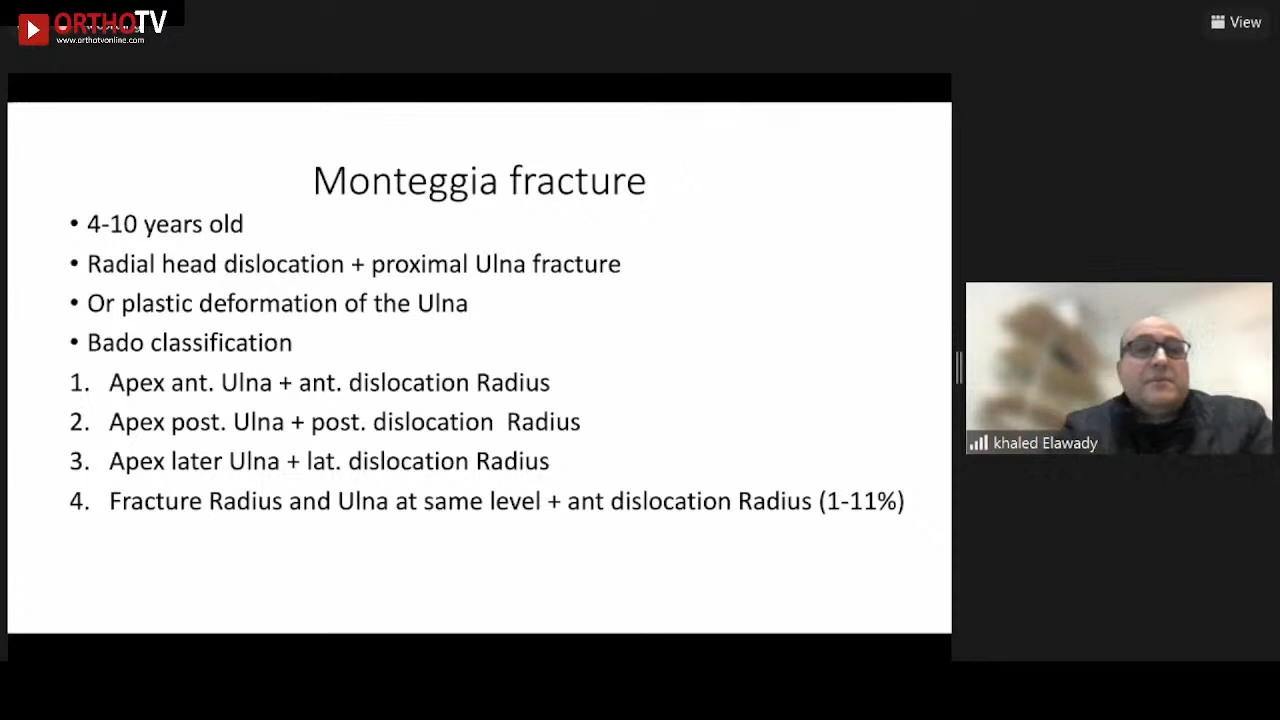 ORTHOTV
www.orthotvonline.com
View
Monteggia fracture
• 4-10 years old
• Radial head dislocation + proximal Ulna fracture
• Or plastic deformation of the Ulna
• Bado classification
1. Apex ant. Ulna + ant. dislocation Radius
2. Apex post. Ulna + post. dislocation Radius
3. Apex later Ulna + lat. dislocation Radius
4. Fracture Radius and Ulna at same level + ant dislocation Radius (1-11%)
khaled Elawady